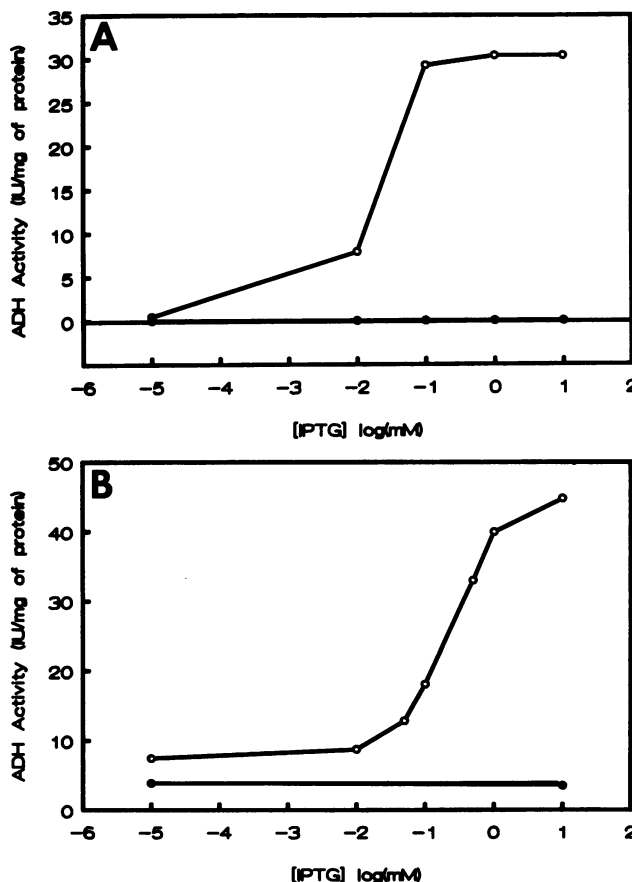 A
35
30
25
20
15
10
5
0
ADH Activity (IU/mg of protein)
-6 -5 -4 -3 -2 -1 0 1 2
[IPTG] log(mM)
B
50
40
30
20
10
0
ADH Activity (IU/mg of protein)
-6 -5 -4 -3 -2 -1 0 1 2
[IPTG] log(mM)